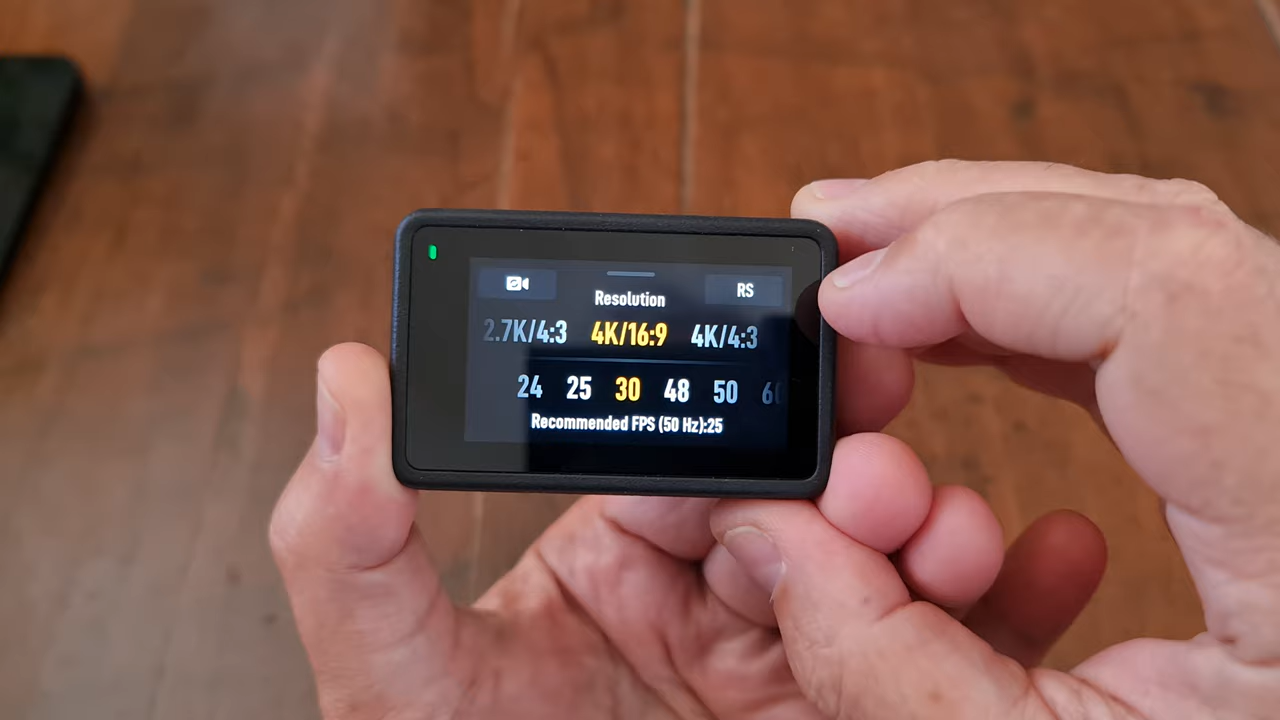 RS
Resolution
2.7K/4:3 4K/16:9 4K/4:3
24 25 30 48 50
Recommended FPS (50 Hz):25